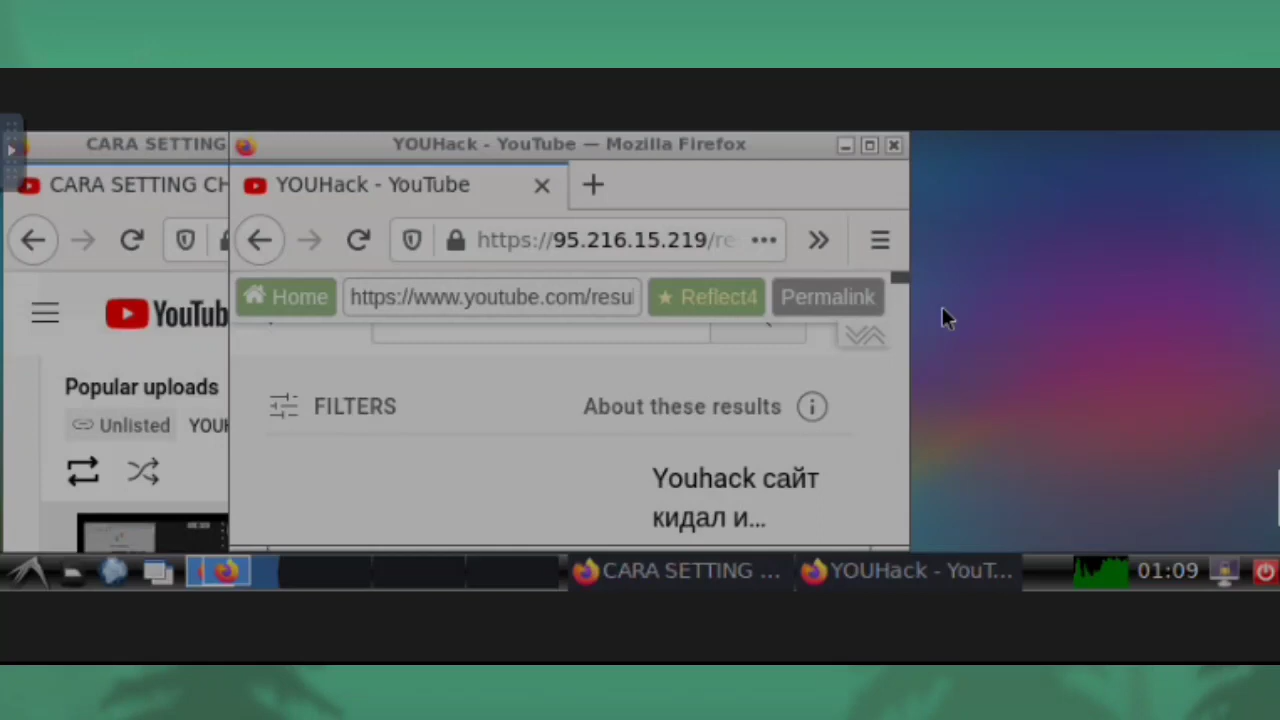 CARA SETTING
YOUHack - YouTube — Mozilla Firefox
CARA SETTING CH
YOUHack - YouTube
https://95.216.15.219/re
Home
https://www.youtube.com/resu
★ Reflect4
Permalink
YouTub
Popular uploads
FILTERS
About these results
Unlisted
YOUH
Youhack сайт
кидал и...
CARA SETTING ...
YOUHack - YouT...
01:09